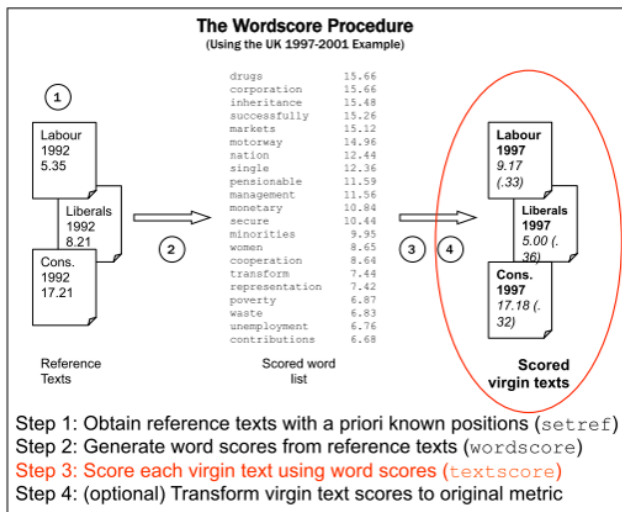 The Wordscore Procedure
(Using the UK 1997-2001 Example)
1
Labour
1992
5.35
Liberals
1992
8.21
Cons.
1992
17.21
Reference
Texts
2
drugs 15.66
corporation 15.66
inheritance 15.48
successfully 15.26
markets 15.12
motorway 14.96
nation 12.44
single 12.36
pensionable 11.59
management 11.56
monetary 10.84
secure 10.44
minorities 9.95
women 8.65
cooperation 8.64
transform 7.44
representation 7.42
poverty 6.87
waste 6.83
unemployment 6.76
contributions 6.68
Scored word
list
3 4
Labour
1997
9.17
(.33)
Liberals
1997
5.00 (.
36)
Cons.
1997
17.18 (.
32)
Scored
virgin texts
Step 1: Obtain reference texts with a priori known positions (setref)
Step 2: Generate word scores from reference texts (wordscore)
Step 3: Score each virgin text using word scores (textscore)
Step 4: (optional) Transform virgin text scores to original metric